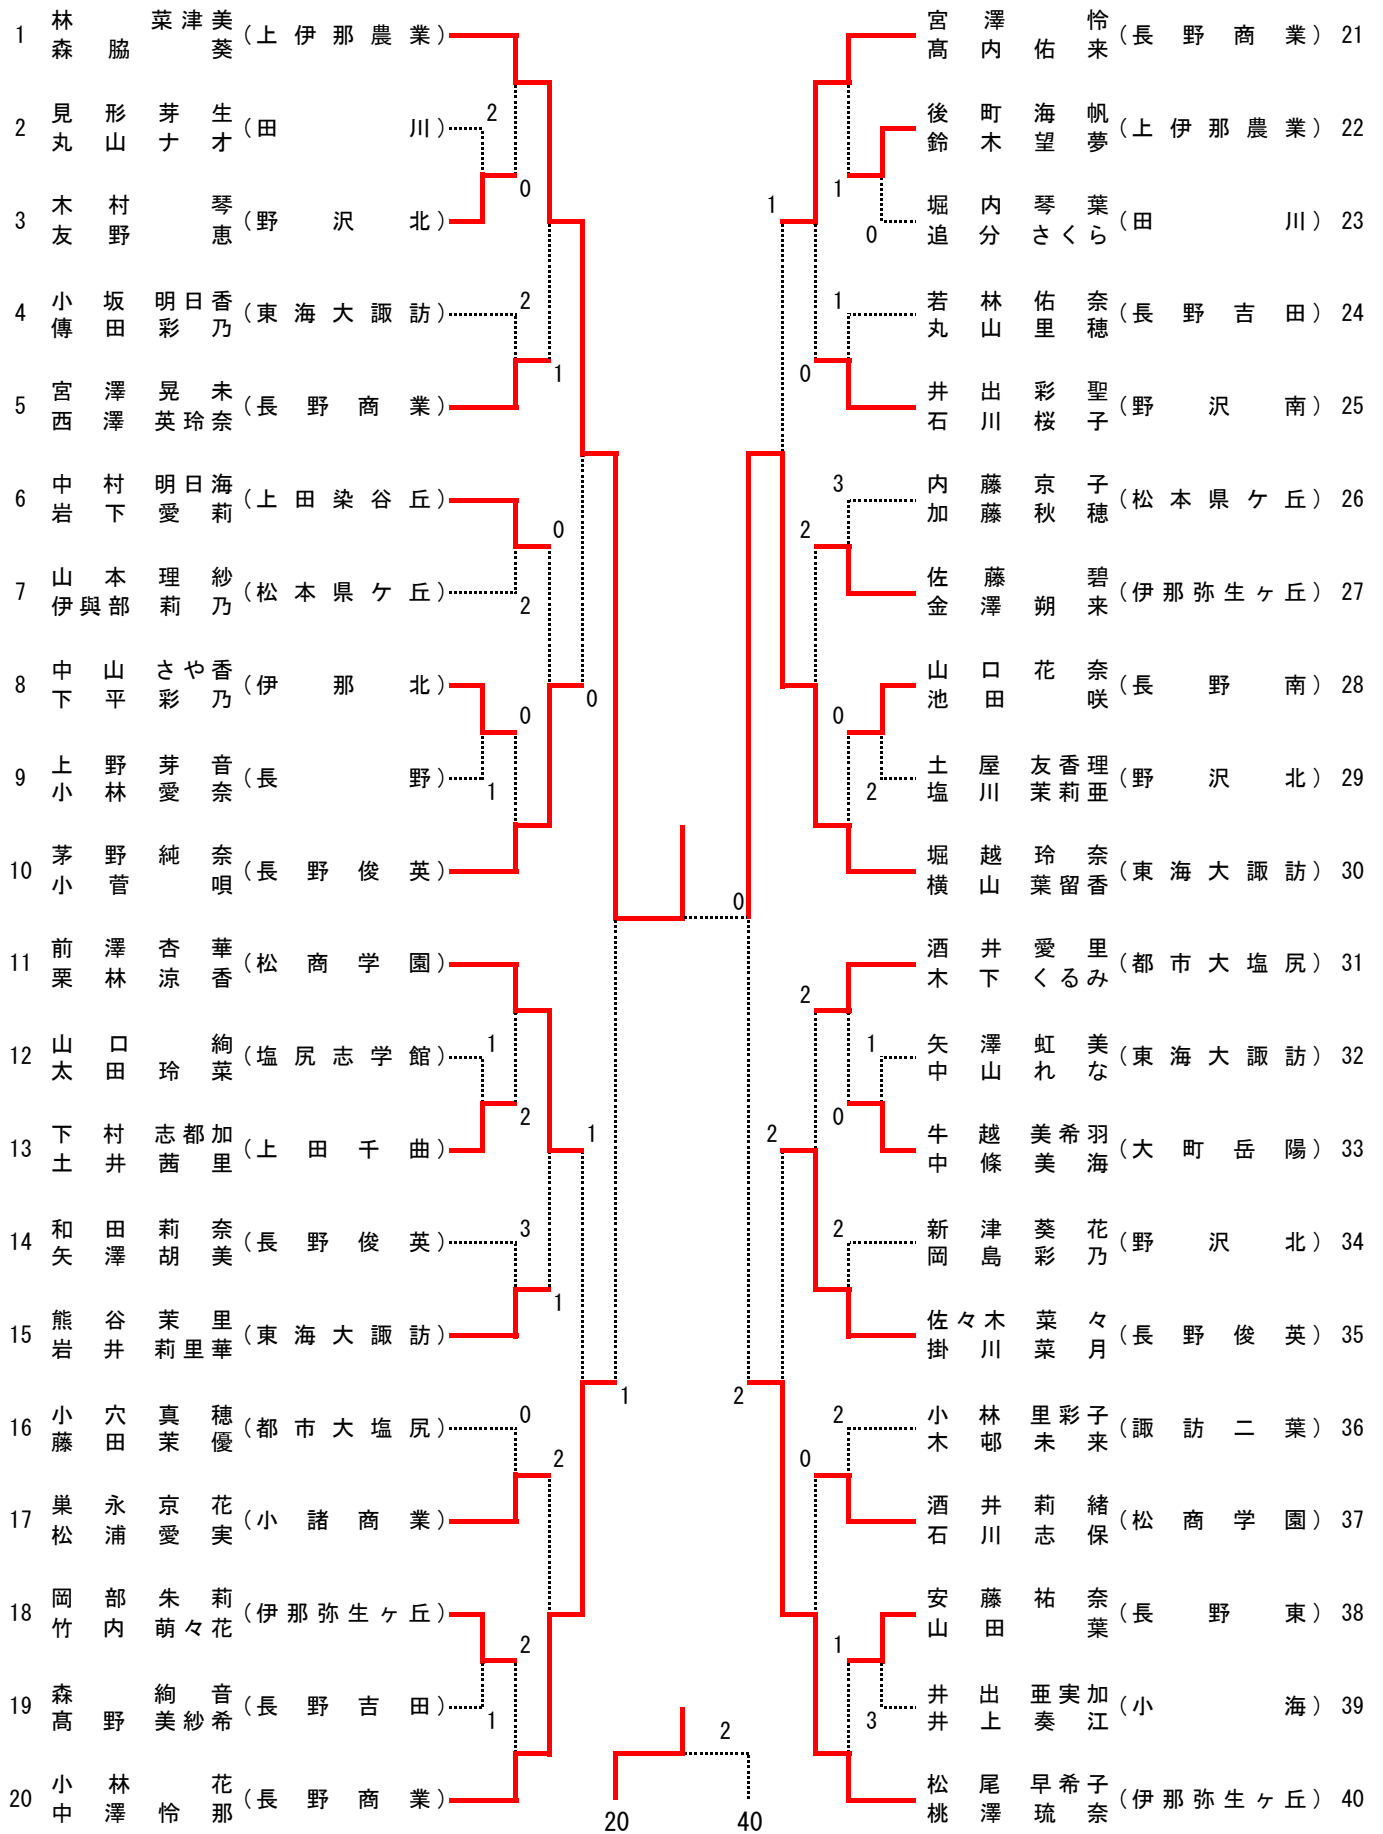 林 菜津美
1 (上伊那農業)
森脇 葵
2
見形芽生
2 (田川)
丸山ナオ
0
木村 琴
3 (野沢北)
友野 恵
小坂明日香
4 (東海大諏訪)
傳田彩乃
2
1
宮澤晃未
5 (長野商業)
西澤英玲奈
中村明日海
6 (上田染谷丘)
岩下愛莉
0
山本理紗
7 (松本県ケ丘)
伊與部莉乃
2
中山さや香
8 (伊那北)
下平彩乃
0
0
上野芽音
9 (長野)
小林愛奈
1
茅野純奈
10 (長野俊英)
小菅 唄
前澤杏華
11 (松商学園)
栗林涼香
山口 絢
12 (塩尻志学館)
太田玲菜
1
2
下村志都加
13 (上田千曲)
土井茜里
1
和田莉奈
14 (長野俊英)
矢澤胡美
3
1
熊谷茉里
15 (東海大諏訪)
岩井莉里華
1
小穴真穂
16 (都市大塩尻)
藤田茉優
0
2
巣永京花
17 (小諸商業)
松浦愛実
岡部朱莉
18 (伊那弥生ヶ丘)
竹内萌々花
2
森 絢音
19 (長野吉田)
髙野美紗希
1
小林 花
20 (長野商業)
中澤怜那
宮澤 怜
(長野商業) 21
髙内佑来
後町海帆
(上伊那農業) 22
鈴木望夢
1
1
堀内琴葉
(田川) 23
追分さくら
0
若林佑奈
(長野吉田) 24
丸山里穂
1
0
井出彩聖
(野沢南) 25
石川桜子
内藤京子
(松本県ケ丘) 26
加藤秋穂
3
2
佐藤 碧
(伊那弥生ヶ丘) 27
金澤朔来
山口花奈
(長野南) 28
池田 咲
0
土屋友香理
(野沢北) 29
塩川茉莉亜
2
堀越玲奈
(東海大諏訪) 30
横山葉留香
0
酒井愛里
(都市大塩尻) 31
木下くるみ
2
矢澤虹美
(東海大諏訪) 32
中山れな
1
0
牛越美希羽
(大町岳陽) 33
中條美海
2
新津葵花
(野沢北) 34
岡島彩乃
2
佐々木菜々
(長野俊英) 35
掛川菜月
2
小林里彩子
(諏訪二葉) 36
木邨未来
2
0
酒井莉緒
(松商学園) 37
石川志保
安藤祐奈
(長野東) 38
山田 葉
1
井出亜実加
(小海) 39
井上奏江
3
松尾早希子
(伊那弥生ヶ丘) 40
桃澤琉奈
2
20 40